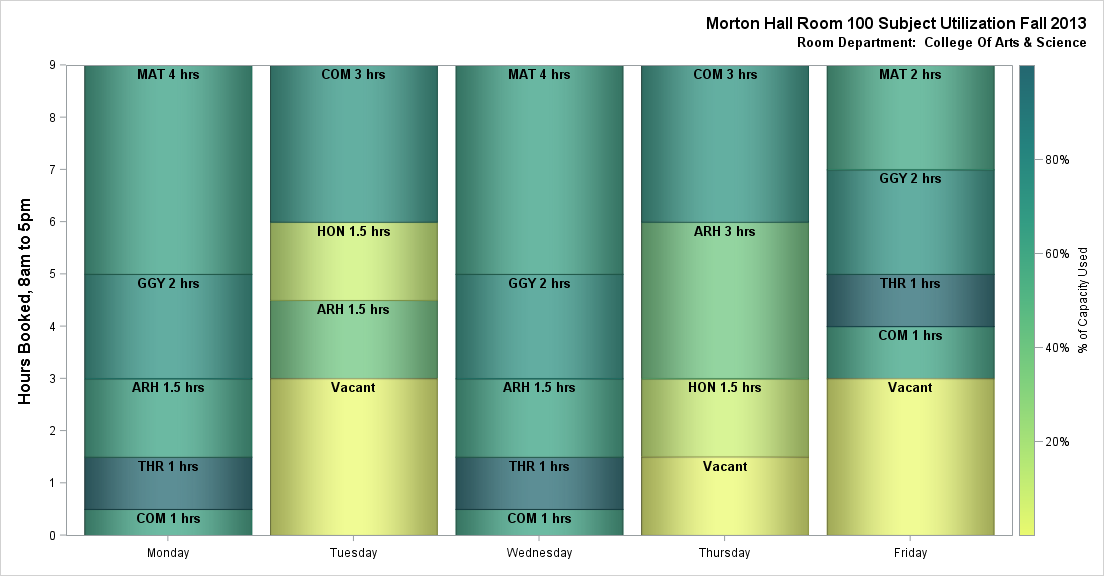 Morton Hall Room 100 Subject Utilization Fall 2013
Room Department:  College Of Arts & Science
Hours Booked, 8am to 5pm
9
8
7
6
5
4
3
2
1
0
MAT 4 hrs
GGY 2 hrs
ARH 1.5 hrs
THR 1 hrs
COM 1 hrs
COM 3 hrs
HON 1.5 hrs
ARH 1.5 hrs
Vacant
MAT 4 hrs
GGY 2 hrs
ARH 1.5 hrs
THR 1 hrs
COM 1 hrs
COM 3 hrs
ARH 3 hrs
HON 1.5 hrs
Vacant
MAT 2 hrs
GGY 2 hrs
THR 1 hrs
COM 1 hrs
Vacant
Monday
Tuesday
Wednesday
Thursday
Friday
80%
60%
40%
20%
% of Capacity Used